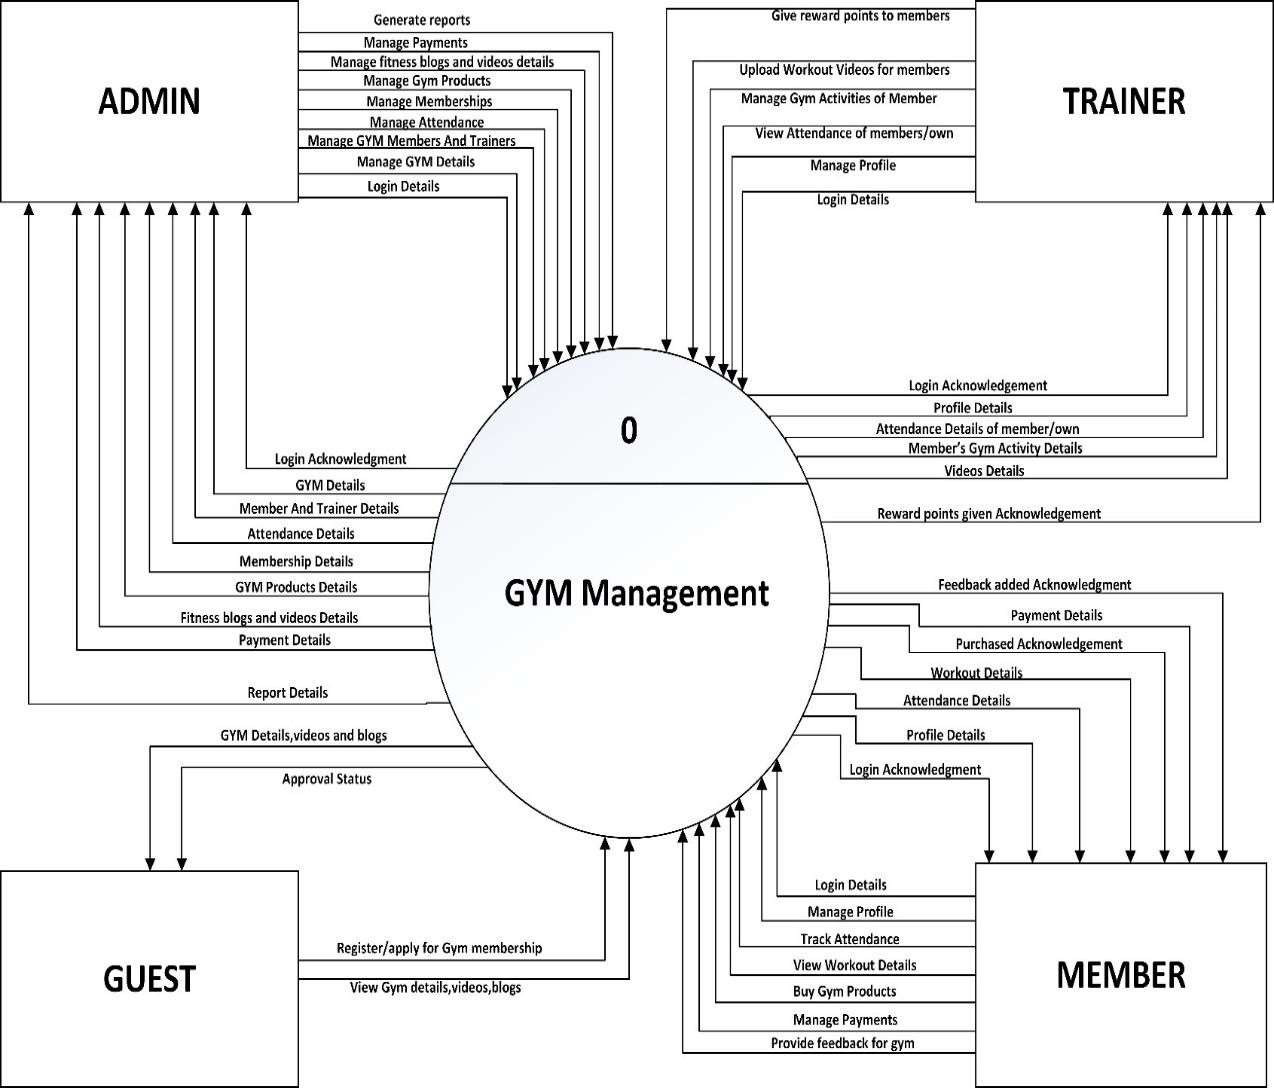 ADMIN
Generate reports
Manage Payments
Manage fitness blogs and videos details
Manage Gym Products
Manage Memberships
Manage Attendance
Manage GYM Members And Trainers
Manage GYM Details
Login Details
TRAINER
Give reward points to members
Upload Workout Videos for members
Manage Gym Activities of Member
View Attendance of members/own
Manage Profile
Login Details
0
GYM Management
Login Acknowledgment
GYM Details
Member And Trainer Details
Attendance Details
Membership Details
GYM Products Details
Fitness blogs and videos Details
Payment Details
Report Details
Login Acknowledgement
Profile Details
Attendance Details of member/own
Member's Gym Activity Details
Videos Details
Reward points given Acknowledgement
GYM Details,videos and blogs
Approval Status
GUEST
Register/apply for Gym membership
View Gym details,videos,blogs
Feedback added Acknowledgment
Payment Details
Purchased Acknowledgement
Workout Details
Attendance Details
Profile Details
Login Acknowledgment
Login Details
Manage Profile
Track Attendance
View Workout Details
Buy Gym Products
Manage Payments
Provide feedback for gym
MEMBER